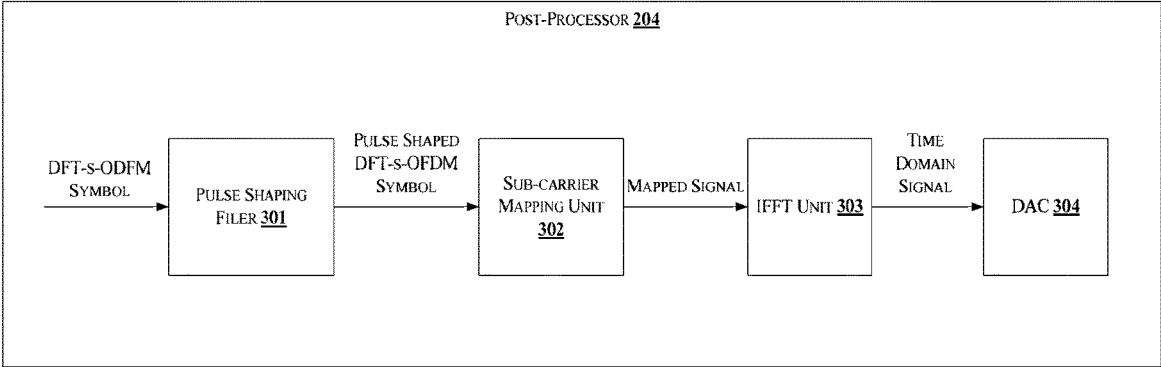 POST-PROCESSOR 204
DFT-S-ODFM
SYMBOL
PULSE SHAPING
FILER 301
PULSE SHAPED
DFT-S-OFDM
SYMBOL
SUB-CARRIER
MAPPING UNIT
302
MAPPED SIGNAL
IFFT UNIT 303
TIME
DOMAIN
SIGNAL
DAC 304